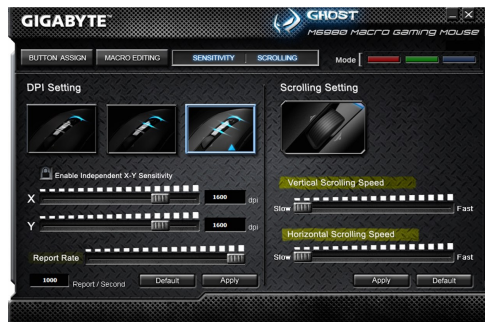 GIGABYTE™
GHOST™
M6980 Macro Gaming Mouse
BUTTON ASSIGN
MACRO EDITING
SENSITIVITY
SCROLLING
Mode
DPI Setting
Scrolling Setting
Enable Independent X-Y Sensitivity
X
1600
dpi
Y
1600
dpi
Report Rate
1000
Report / Second
Default
Apply
Vertical Scrolling Speed
Slow
Fast
Horizontal Scrolling Speed
Slow
Fast
Apply
Default